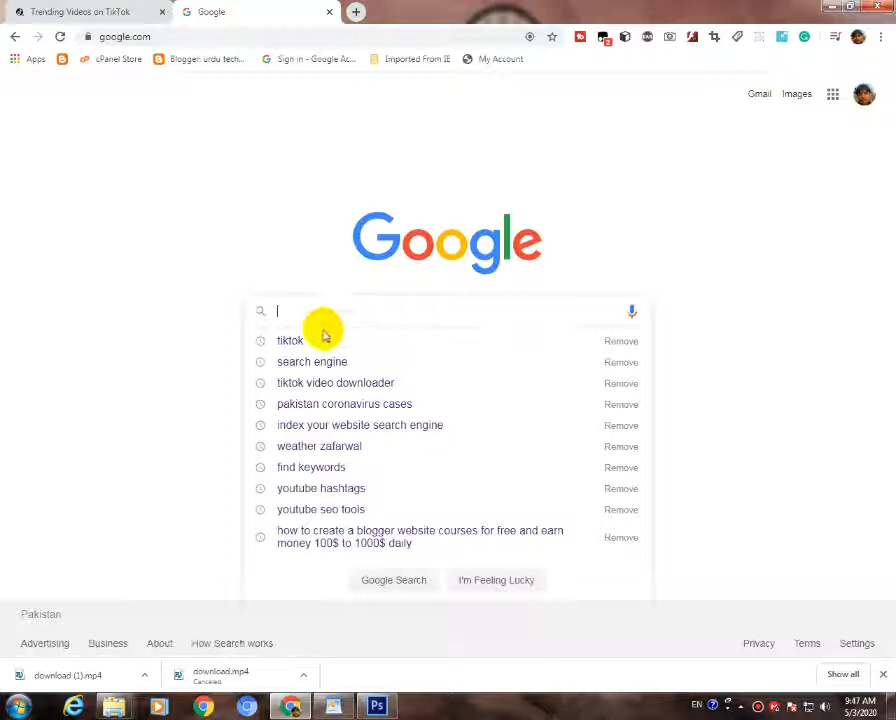 Trending Videos on TikTok
Google
google.com
Apps
cPanel Store
Blogger: urdu tech...
Sign in - Google Ac...
Imported From IE
My Account
Gmail
Images
Google
tiktok
Remove
search engine
Remove
tiktok video downloader
Remove
pakistan coronavirus cases
Remove
index your website search engine
Remove
weather zafarwal
Remove
find keywords
Remove
youtube hashtags
Remove
youtube seo tools
Remove
how to create a blogger website courses for free and earn
money 100$ to 1000$ daily
Remove
Google Search
I'm Feeling Lucky
Pakistan
Advertising
Business
About
How Search works
Privacy
Terms
Settings
download (1).mp4
download.mp4
Canceled
Show all
Ps
EN
9:47 AM
5/3/2020